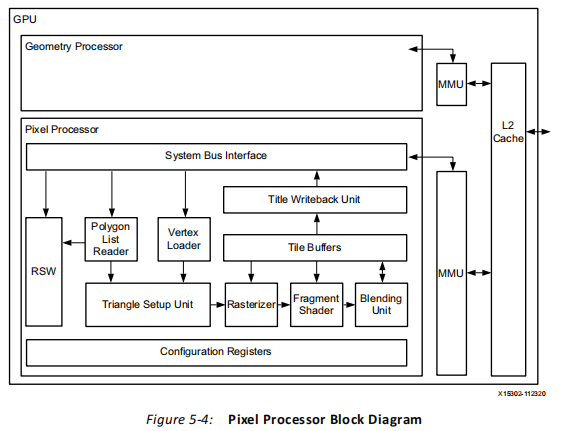 GPU
Geometry Processor
MMU
L2
Cache
Pixel Processor
System Bus Interface
Title Writeback Unit
Polygon
List
Reader
Vertex
Loader
Tile Buffers
RSW
MMU
Triangle Setup Unit
Rasterizer
Fragment
Shader
Blending
Unit
Configuration Registers
X15302-112320
Figure 5-4: Pixel Processor Block Diagram